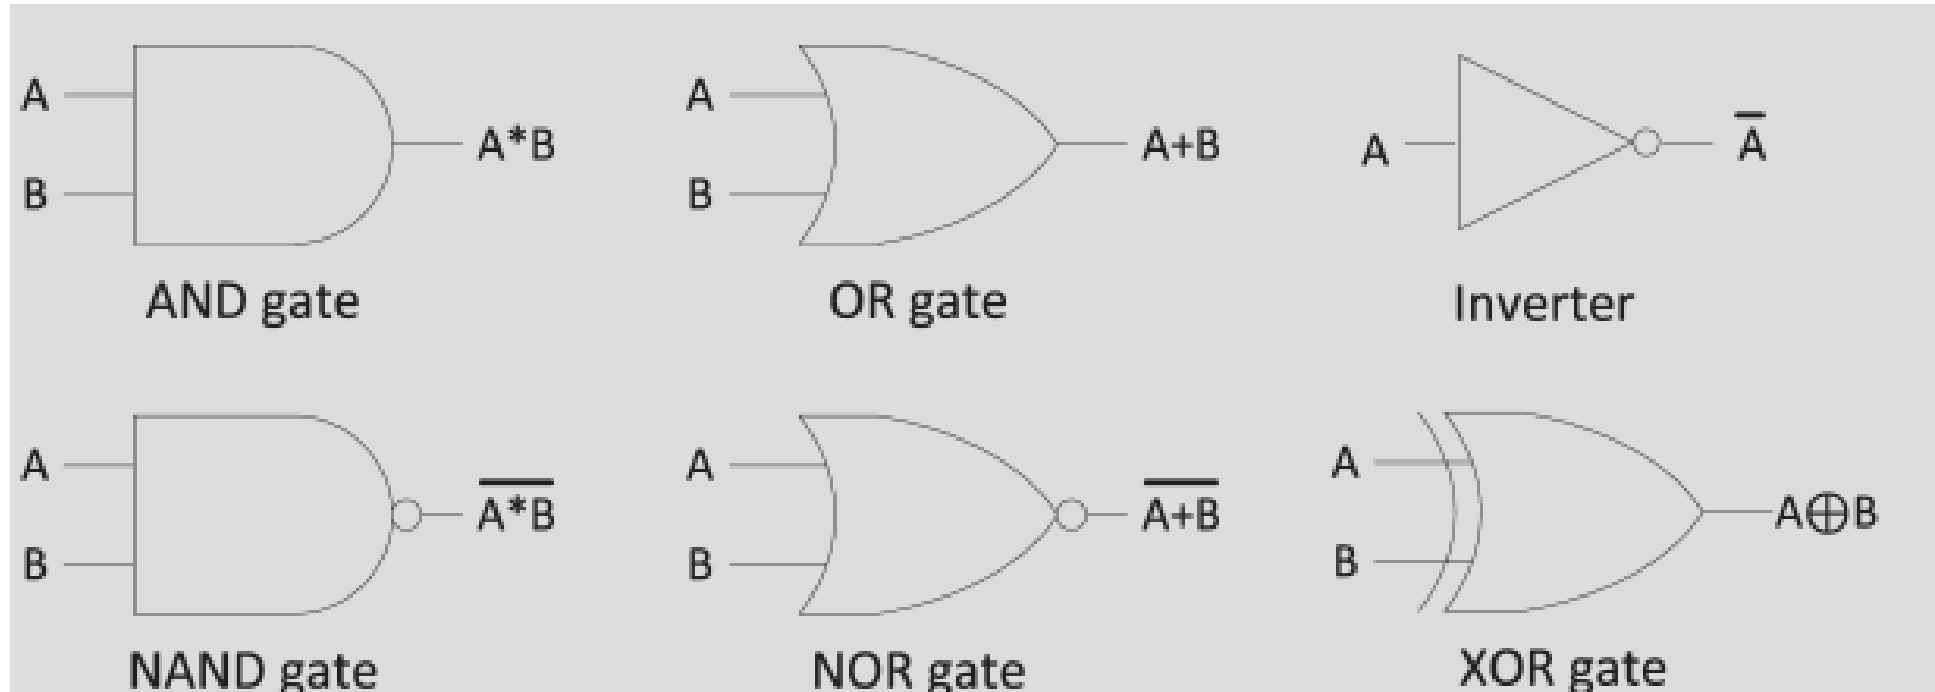 A
B
A*B
AND gate
A
B
A+B
OR gate
A
A̅
Inverter
A
B
A̅*̅B̅
NAND gate
A
B
A̅+̅B̅
NOR gate
A
B
A⊕B
XOR gate